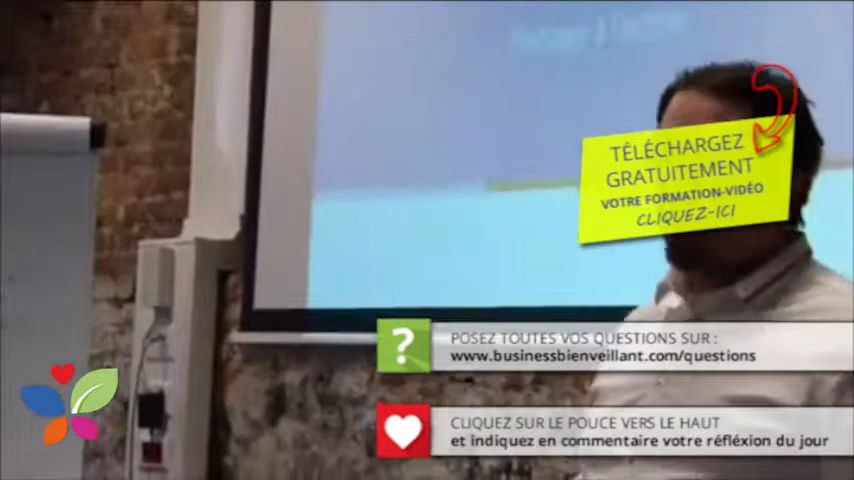 TÉLÉCHARGEZ
GRATUITEMENT
VOTRE FORMATION-VIDÉO
CLIQUEZ-ICI
?
POSEZ TOUTES VOS QUESTIONS SUR :
www.businessbienveillant.com/questions
CLIQUEZ SUR LE POUCE VERS LE HAUT
et indiquez en commentaire votre réfléxion du jour